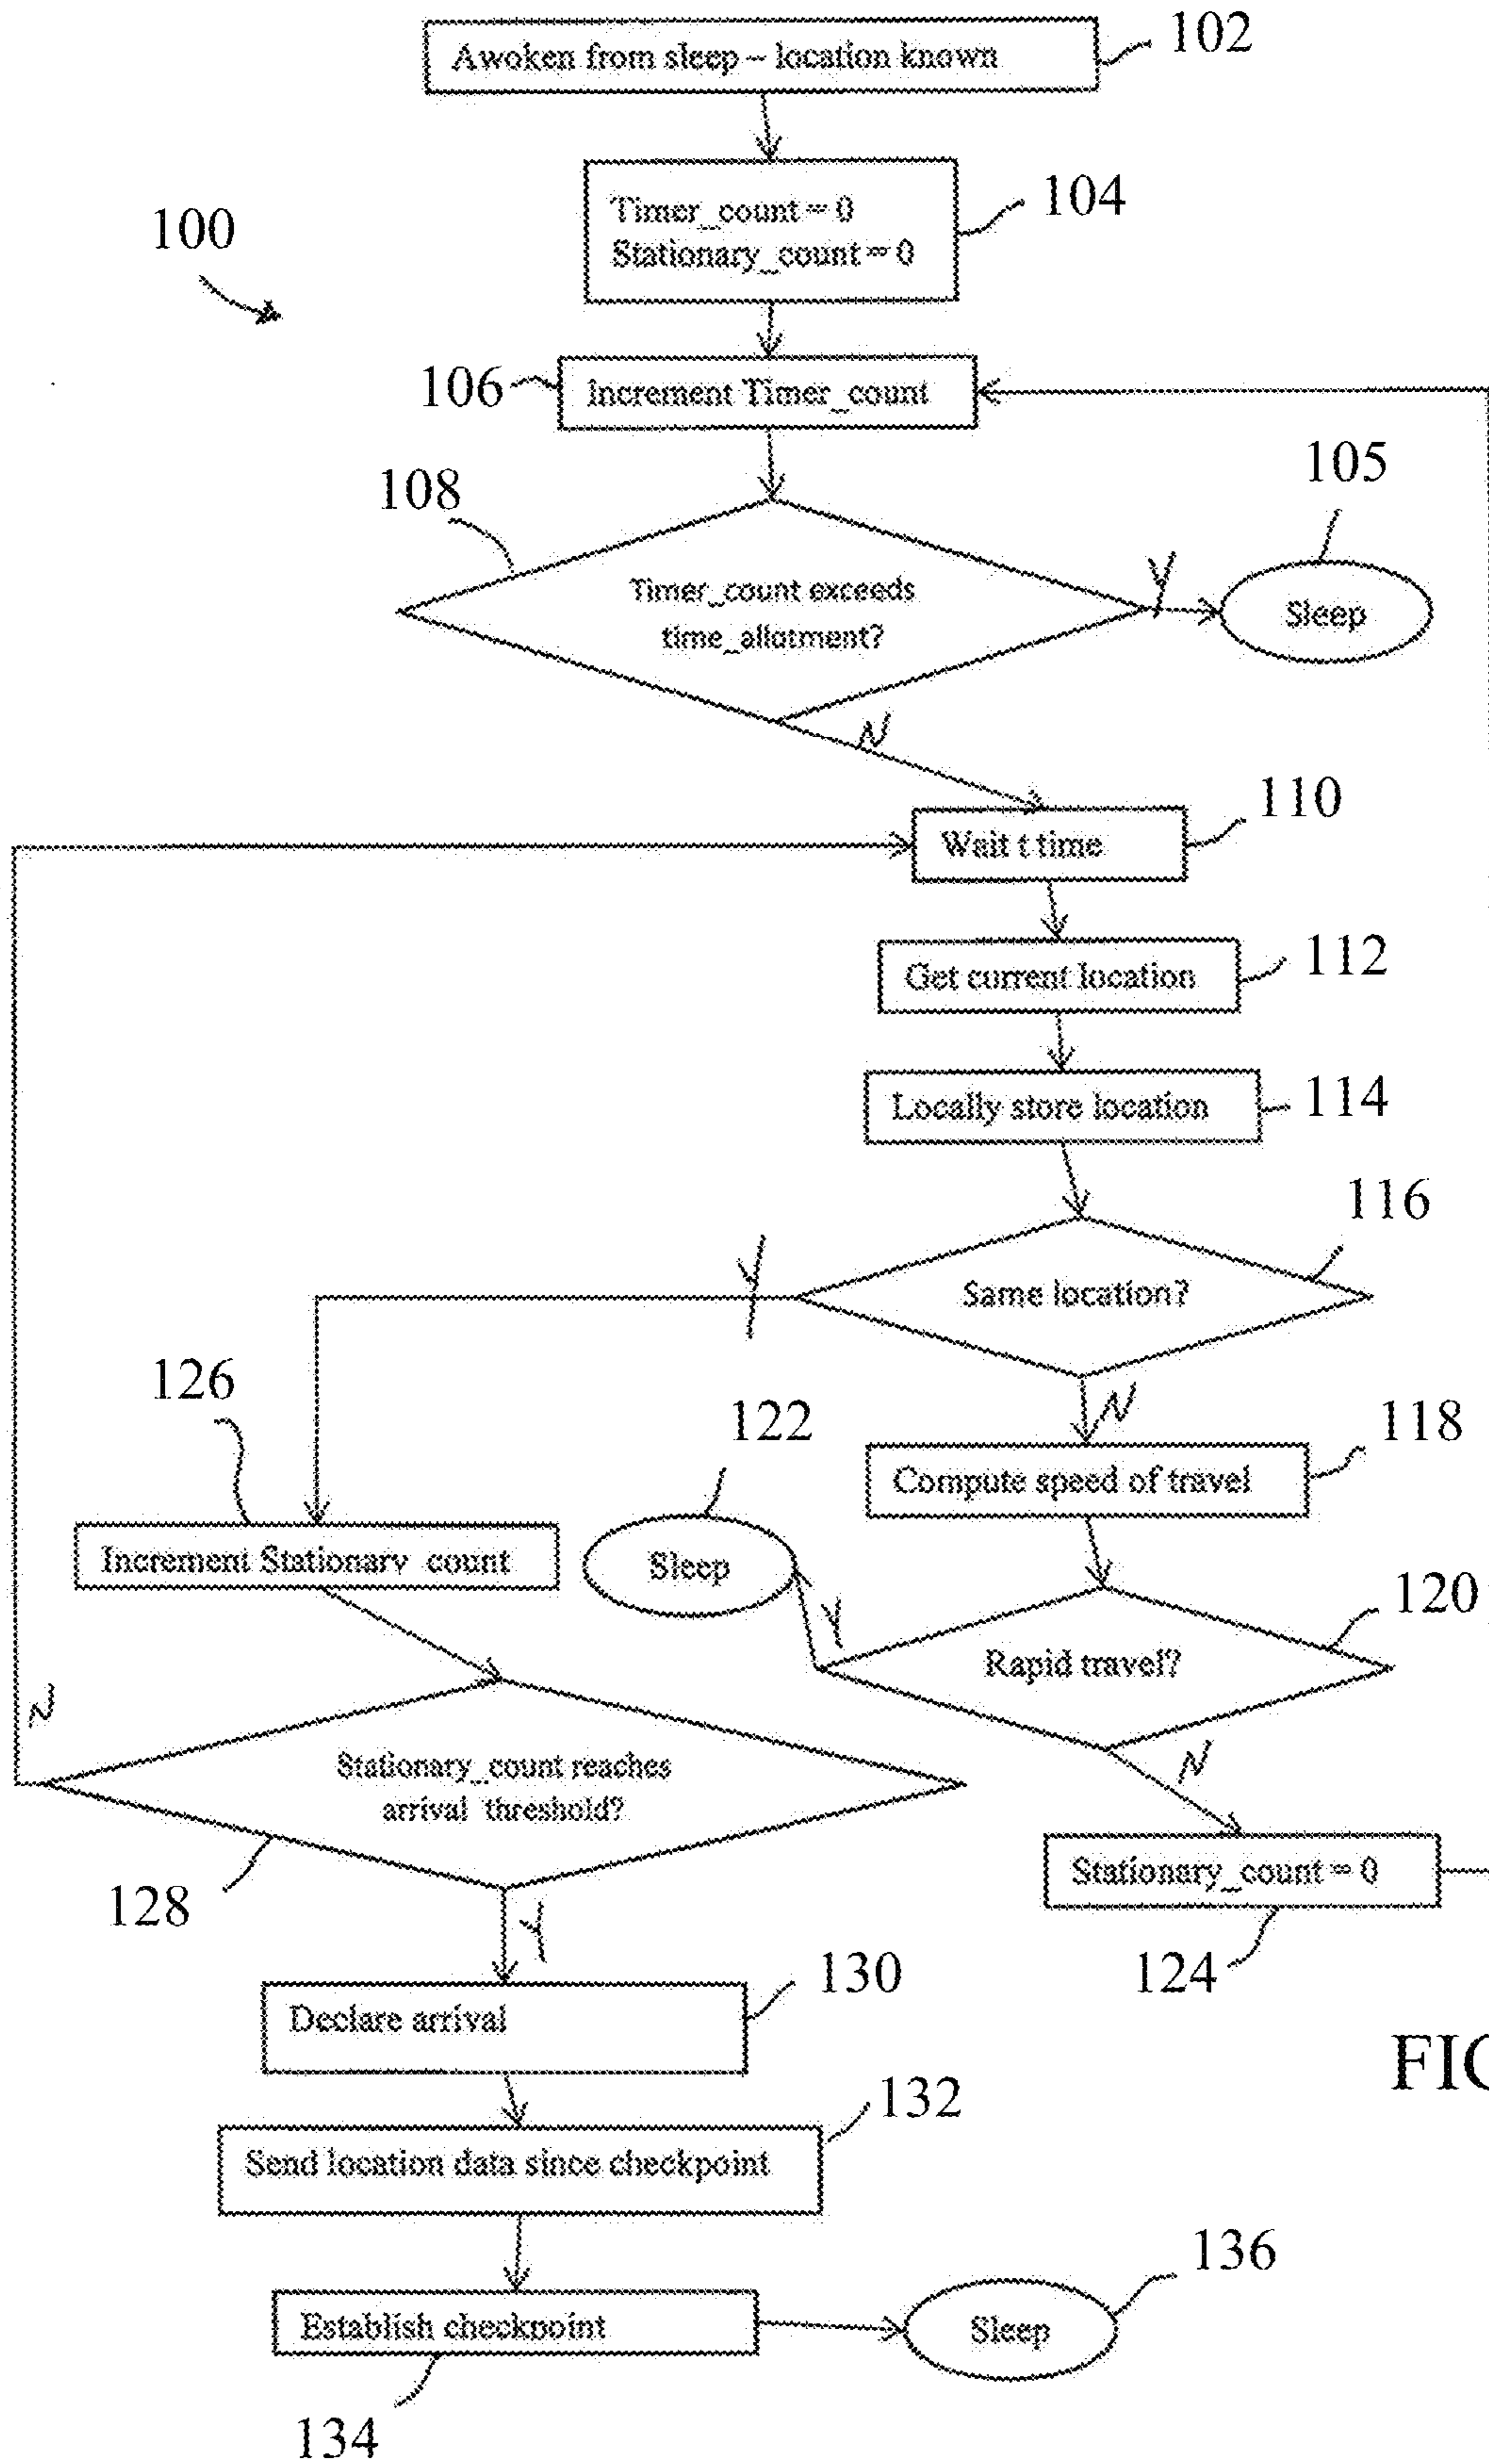 Awoken from sleep – location known
102
Timer_count = 0
Stationary_count = 0
104
100
106
Increment Timer_count
108
105
Timer_count exceeds
time_allotment?
Y
Sleep
N
110
Wait t time
Get current location
112
Locally store location
114
116
Same location?
Y
N
126
122
118
Compute speed of travel
Increment Stationary_count
Sleep
120
Rapid travel?
Y
N
N
Stationary_count reaches
arrival threshold?
128
Stationary_count = 0
124
Y
130
Declare arrival
FIG
132
Send location data since checkpoint
136
Establish checkpoint
Sleep
134